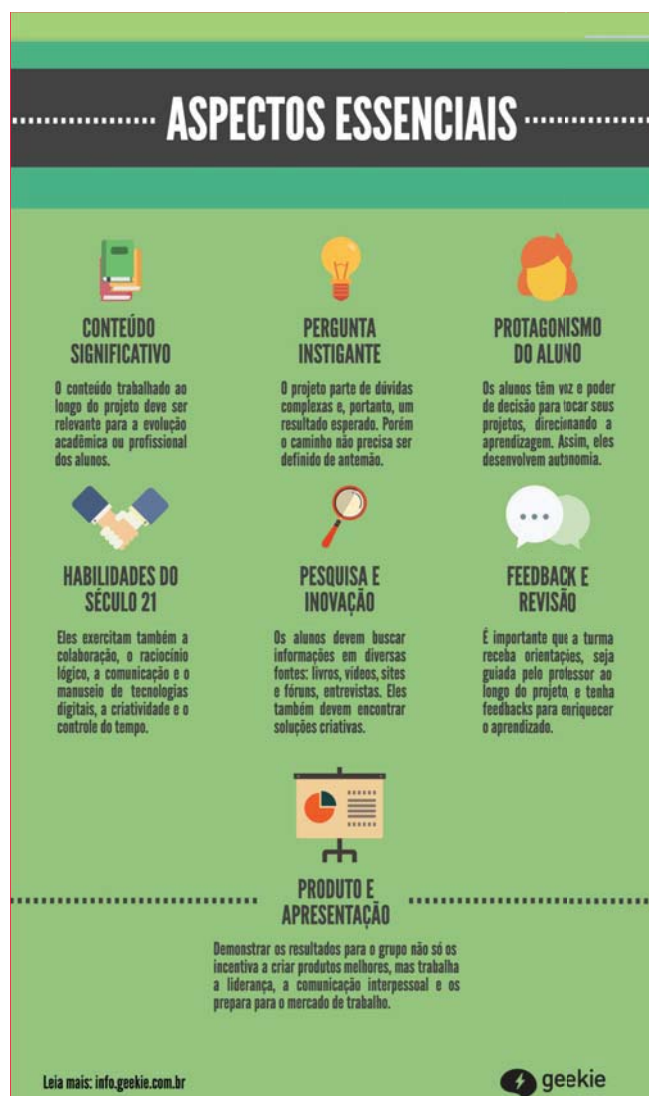 ASPECTOS ESSENCIAIS
CONTEÚDO
SIGNIFICATIVO
O conteúdo trabalhado ao
longo do projeto deve ser
relevante para a evolução
acadêmica ou profissional
dos alunos.
PERGUNTA
INSTIGANTE
O projeto parte de dúvidas
complexas e, portanto, um
resultado esperado. Porém
o caminho não precisa ser
definido de antemão.
PROTAGONISMO
DO ALUNO
Os alunos têm voz e poder
de decisão para tocar seus
projetos, direcionando a
aprendizagem. Assim, eles
desenvolvem autonomia.
HABILIDADES DO
SÉCULO 21
Eles exercitam também a
colaboração, o raciocínio
lógico, a comunicação e o
manuseio de tecnologias
digitais, a criatividade e o
controle do tempo.
PESQUISA E
INOVAÇÃO
Os alunos devem buscar
informações em diversas
fontes: livros, vídeos, sites
e fóruns, entrevistas. Eles
também devem encontrar
soluções criativas.
FEEDBACK E
REVISÃO
É importante que a turma
receba orientações, seja
guiada pelo professor ao
longo do projeto, e tenha
feedbacks para enriquecer
o aprendizado.
PRODUTO E
APRESENTAÇÃO
Demonstrar os resultados para o grupo não só os
incentiva a criar produtos melhores, mas trabalha
a liderança, a comunicação interpessoal e os
prepara para o mercado de trabalho.
Leia mais: info.geekie.com.br
geekie